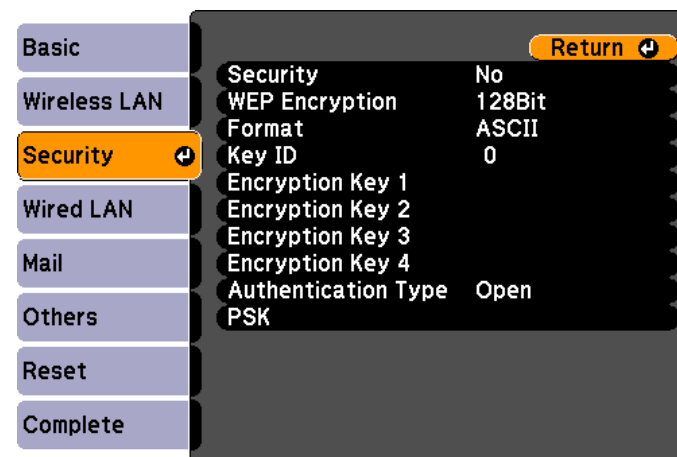 Basic
Wireless LAN
Security
Wired LAN
Mail
Others
Reset
Complete
Return
Security No
WEP Encryption 128Bit
Format ASCII
Key ID 0
Encryption Key 1
Encryption Key 2
Encryption Key 3
Encryption Key 4
Authentication Type Open
PSK